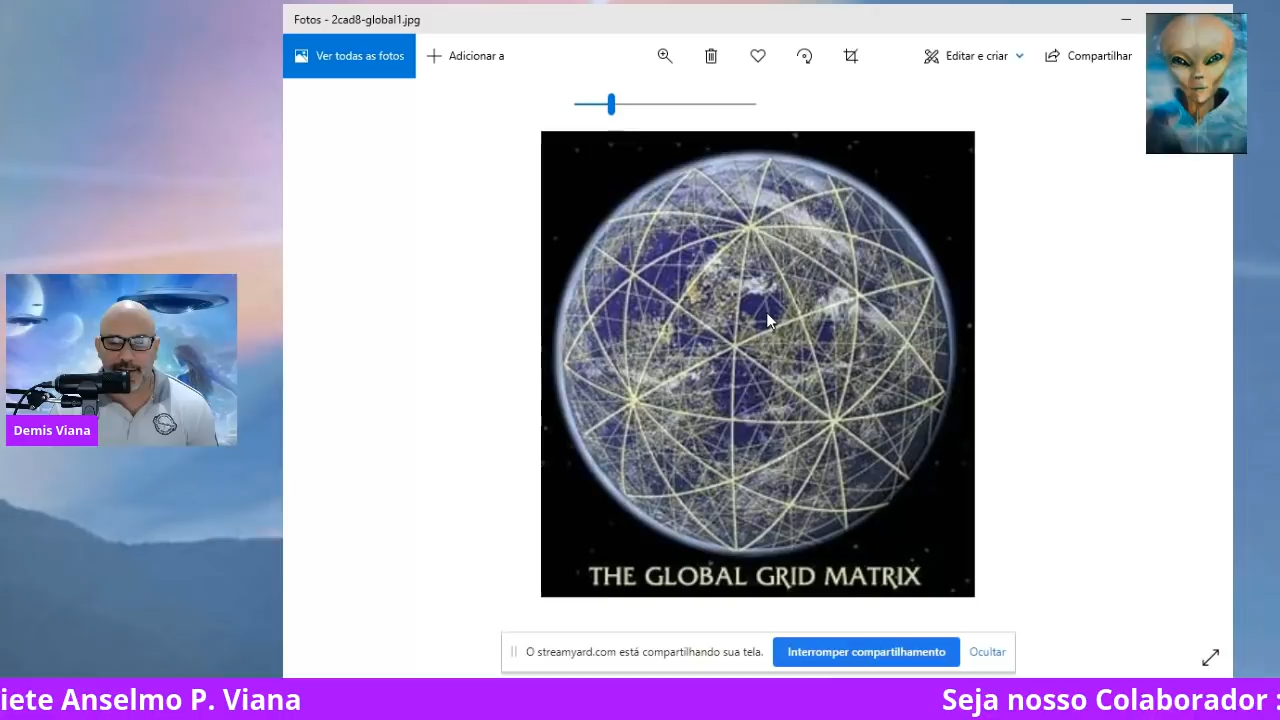 Fotos - 2cad8-global1.jpg
Ver todas as fotos
Adicionar a
Editar e criar
Compartilhar
Demis Viana
THE GLOBAL GRID MATRIX
O streamyard.com está compartilhando sua tela.
Interromper compartilhamento
Ocultar
iete Anselmo P. Viana
Seja nosso Colaborador :